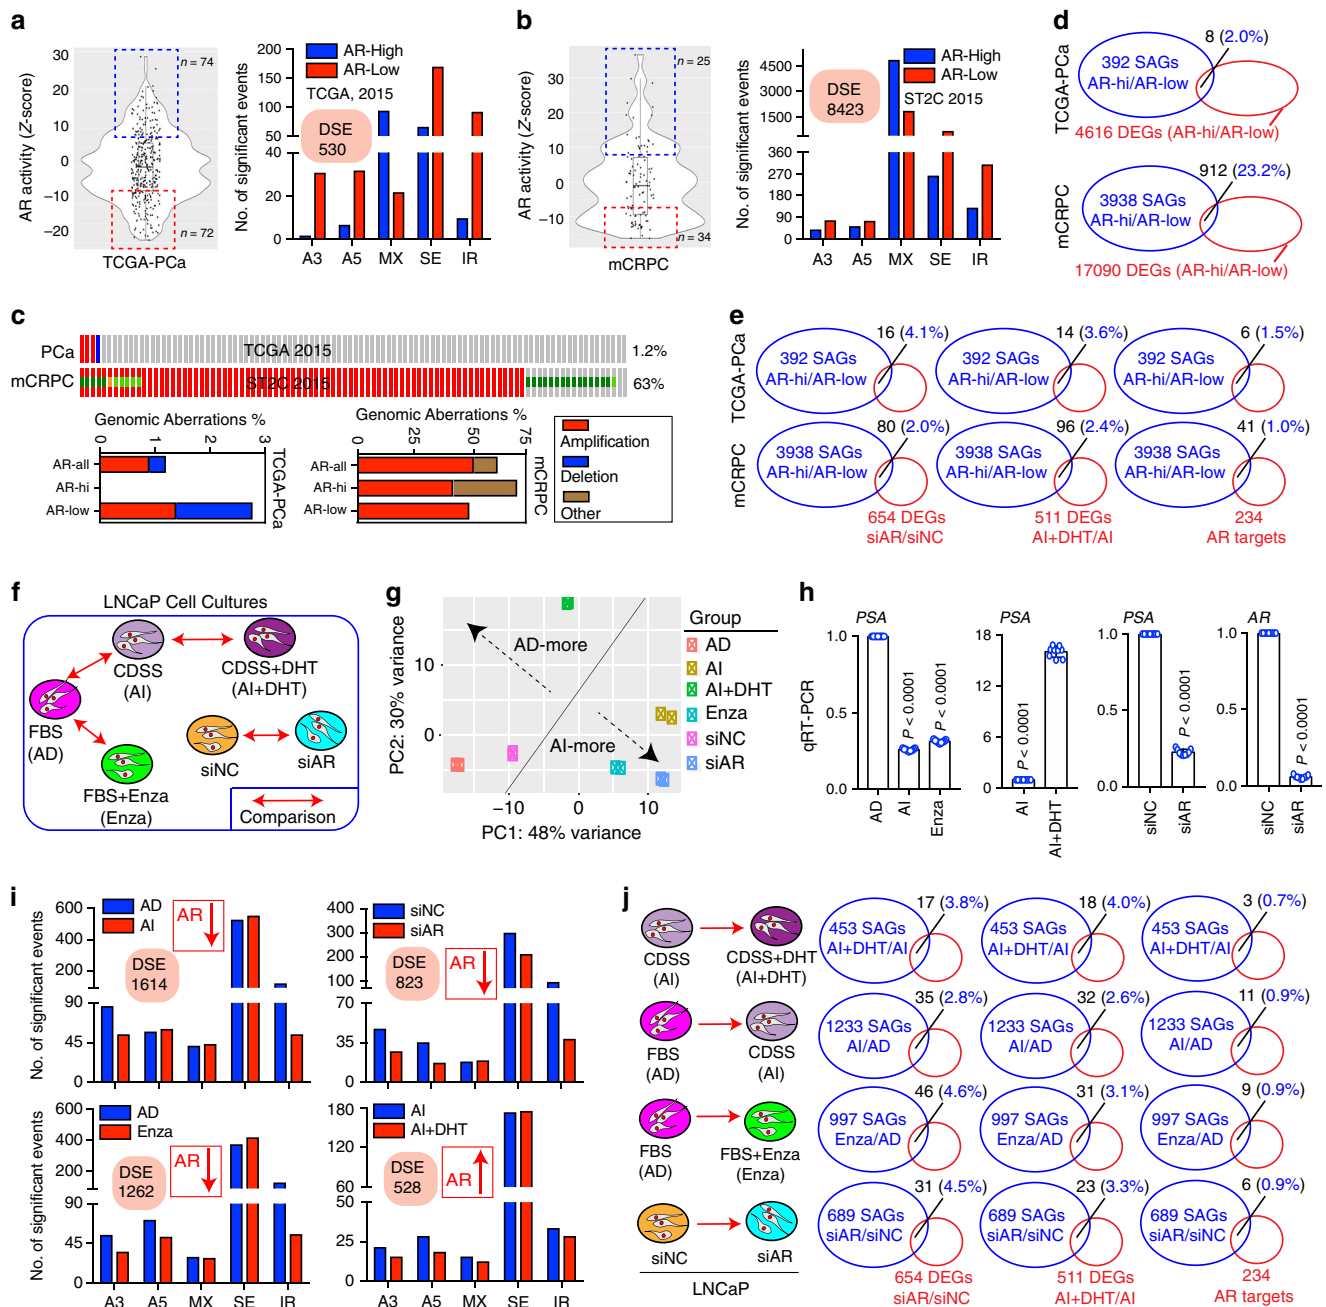 a
AR activity (Z-score)
30
20
10
0
−10
−20
n = 74
n = 72
TCGA-PCa
No. of significant events
200
150
100
50
40
20
0
AR-High
AR-Low
TCGA, 2015
DSE
530
A3 A5 MX SE IR
b
AR activity (Z-score)
30
20
10
0
−10
n = 25
n = 34
mCRPC
No. of significant events
4500
3000
1500
360
270
180
90
0
AR-High
AR-Low
ST2C 2015
DSE
8423
A3 A5 MX SE IR
d
TCGA-PCa
8 (2.0%)
392 SAGs
AR-hi/AR-low
4616 DEGs (AR-hi/AR-low)
mCRPC
912 (23.2%)
3938 SAGs
AR-hi/AR-low
17090 DEGs (AR-hi/AR-low)
c
PCa
TCGA 2015
1.2%
mCRPC
ST2C 2015
63%
Genomic Aberrations %
0 1 2 3
AR-all
AR-hi
AR-low
TCGA-PCa
Genomic Aberrations %
0 25 50 75
AR-all
AR-hi
AR-low
mCRPC
Amplification
Deletion
Other
e
TCGA-PCa
16 (4.1%)
392 SAGs
AR-hi/AR-low
14 (3.6%)
392 SAGs
AR-hi/AR-low
6 (1.5%)
392 SAGs
AR-hi/AR-low
mCRPC
80 (2.0%)
3938 SAGs
AR-hi/AR-low
96 (2.4%)
3938 SAGs
AR-hi/AR-low
41 (1.0%)
3938 SAGs
AR-hi/AR-low
654 DEGs
siAR/siNC
511 DEGs
AI+DHT/AI
234
AR targets
f
LNCaP Cell Cultures
CDSS
(AI)
CDSS+DHT
(AI+DHT)
FBS
(AD)
siNC
siAR
FBS+Enza
(Enza)
Comparison
g
PC2: 30% variance
10
0
AD-more
AI-more
−10 0 10
PC1: 48% variance
Group
AD
AI
AI+DHT
Enza
siNC
siAR
h
qRT-PCR
PSA
1.0
0.5
0.0
P < 0.0001
P < 0.0001
AD
AI
Enza
PSA
18
12
6
0
P < 0.0001
AI
AI+DHT
PSA
1.0
0.5
0.0
P < 0.0001
siNC
siAR
AR
1.0
0.5
0.0
P < 0.0001
siNC
siAR
i
No. of significant events
600
400
200
90
45
0
AD
AI
AR
DSE
1614
400
300
200
100
70
35
0
siNC
siAR
AR
DSE
823
No. of significant events
600
400
200
90
45
0
AD
Enza
AR
DSE
1262
A3 A5 MX SE IR
180
120
60
50
25
0
AI
AI+DHT
AR
DSE
528
A3 A5 MX SE IR
j
CDSS
(AI)
CDSS+DHT
(AI+DHT)
17 (3.8%)
453 SAGs
AI+DHT/AI
18 (4.0%)
453 SAGs
AI+DHT/AI
3 (0.7%)
453 SAGs
AI+DHT/AI
FBS
(AD)
CDSS
(AI)
35 (2.8%)
1233 SAGs
AI/AD
32 (2.6%)
1233 SAGs
AI/AD
11 (0.9%)
1233 SAGs
AI/AD
FBS
(AD)
FBS+Enza
(Enza)
46 (4.6%)
997 SAGs
Enza/AD
31 (3.1%)
997 SAGs
Enza/AD
9 (0.9%)
997 SAGs
Enza/AD
siNC
siAR
31 (4.5%)
689 SAGs
siAR/siNC
23 (3.3%)
689 SAGs
siAR/siNC
6 (0.9%)
689 SAGs
siAR/siNC
LNCaP
654 DEGs
siAR/siNC
511 DEGs
AI+DHT/AI
234
AR targets